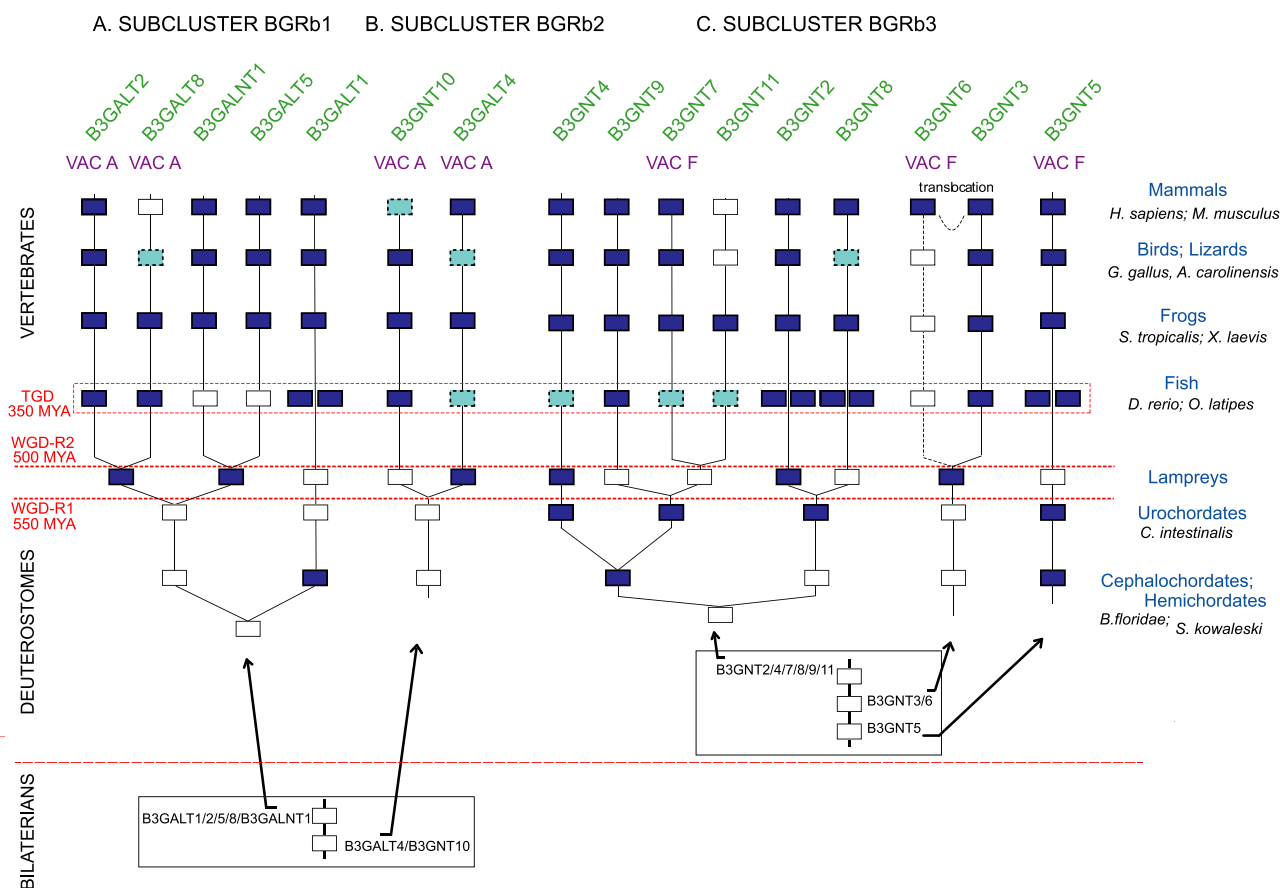 A. SUBCLUSTER BGRb1
B. SUBCLUSTER BGRb2
C. SUBCLUSTER BGRb3
B3GALT2
B3GALT8
B3GALNT1
B3GALT5
B3GALT1
B3GNT10
B3GALT4
B3GNT4
B3GNT9
B3GNT7
B3GNT11
B3GNT2
B3GNT8
B3GNT6
B3GNT3
B3GNT5
VAC A
VAC A
VAC A
VAC A
VAC F
VAC F
VAC F
VERTEBRATES
translocation
Mammals
H. sapiens; M. musculus
Birds; Lizards
G. gallus, A. carolinensis
Frogs
S. tropicalis; X. laevis
TGD
350 MYA
Fish
D. rerio; O. latipes
WGD-R2
500 MYA
Lampreys
WGD-R1
550 MYA
Urochordates
C. intestinalis
DEUTEROSTOMES
Cephalochordates;
Hemichordates
B.floridae;
S. kowaleski
B3GNT2/4/7/8/9/11
B3GNT3/6
B3GNT5
BILATERIANS
B3GALT1/2/5/8/B3GALNT1
B3GALT4/B3GNT10